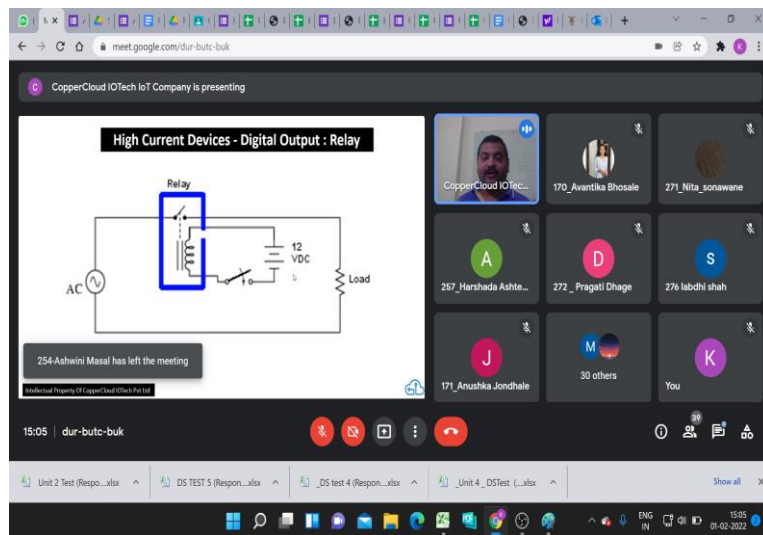 meet.google.com/dur-butc-buk
K
C
CopperCloud IOTech IoT Company is presenting
High Current Devices - Digital Output : Relay
Relay
12
VDC
AC
Load
254-Ashwini Masal has left the meeting
Intellectual Property Of CopperCloud IOTech Pvt Ltd
CopperCloud IOTec...
170_Avantika Bhosale
271_Nita_sonawane
A
257_Harshada Ashte...
D
272 _ Pragati Dhage
S
276 labdhi shah
J
171_Anushka Jondhale
M
30 others
K
You
15:05 | dur-butc-buk
39
Unit 2 Test (Respo....xlsx
DS TEST 5 (Respon....xlsx
_DS test 4 (Respon....xlsx
_Unit 4 _ DSTest (....xlsx
Show all
ENG
IN
15:05
01-02-2022